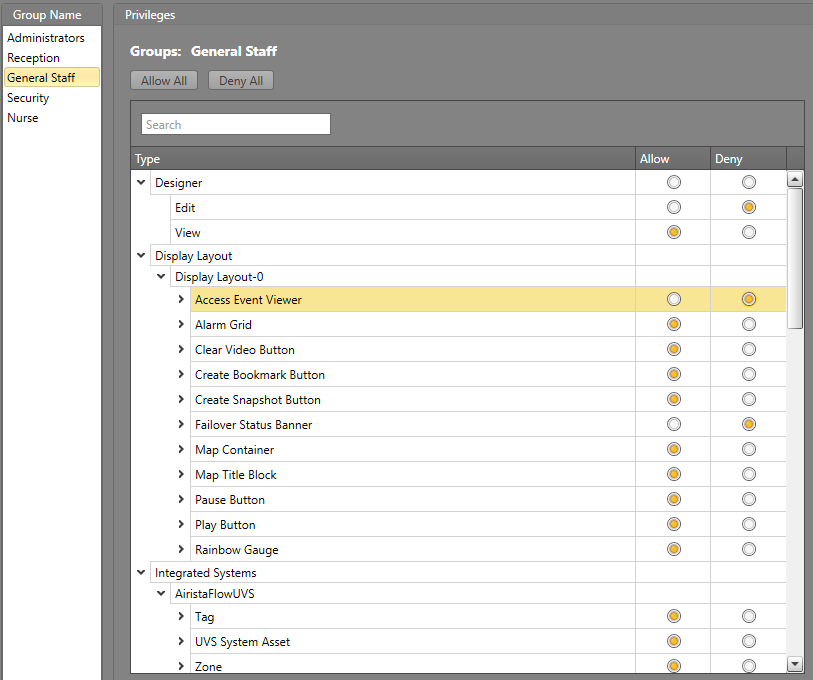 Group Name
Administrators
Reception
General Staff
Security
Nurse
Privileges
Groups: General Staff
Allow All Deny All
Search
Type Allow Deny
Designer
Edit
View
Display Layout
Display Layout-0
Access Event Viewer
Alarm Grid
Clear Video Button
Create Bookmark Button
Create Snapshot Button
Failover Status Banner
Map Container
Map Title Block
Pause Button
Play Button
Rainbow Gauge
Integrated Systems
AiristaFlowUVS
Tag
UVS System Asset
Zone